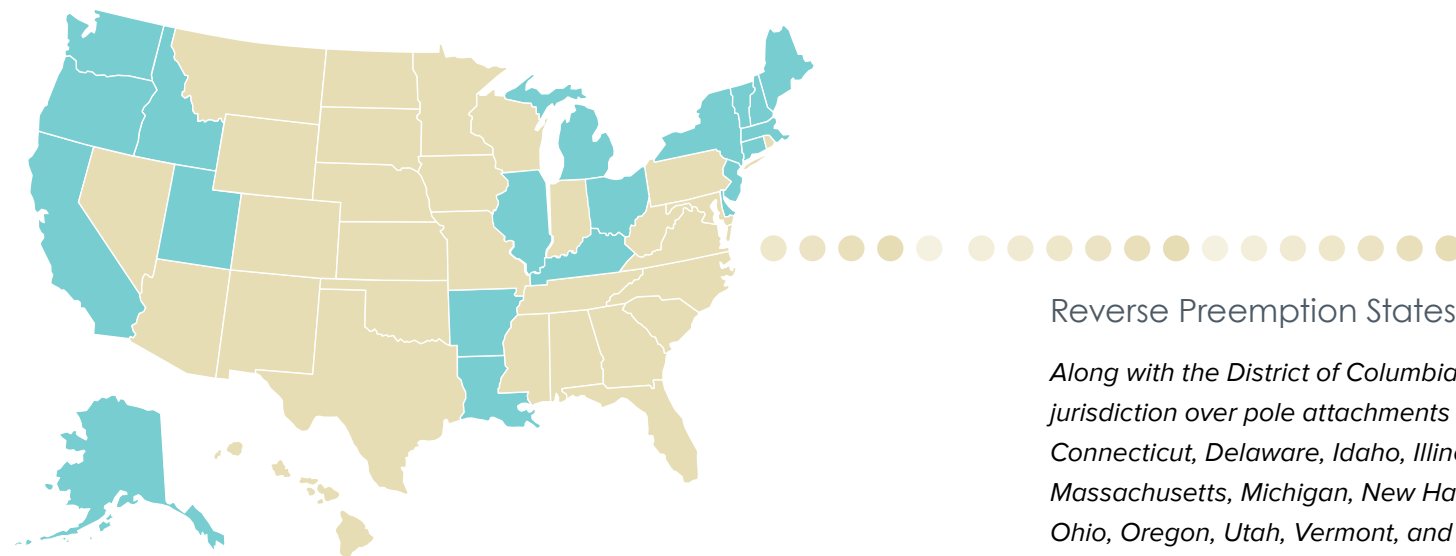 Reverse Preemption States
Along with the District of Columbia
jurisdiction over pole attachments
Connecticut, Delaware, Idaho, Illin
Massachusetts, Michigan, New Ha
Ohio, Oregon, Utah, Vermont, and